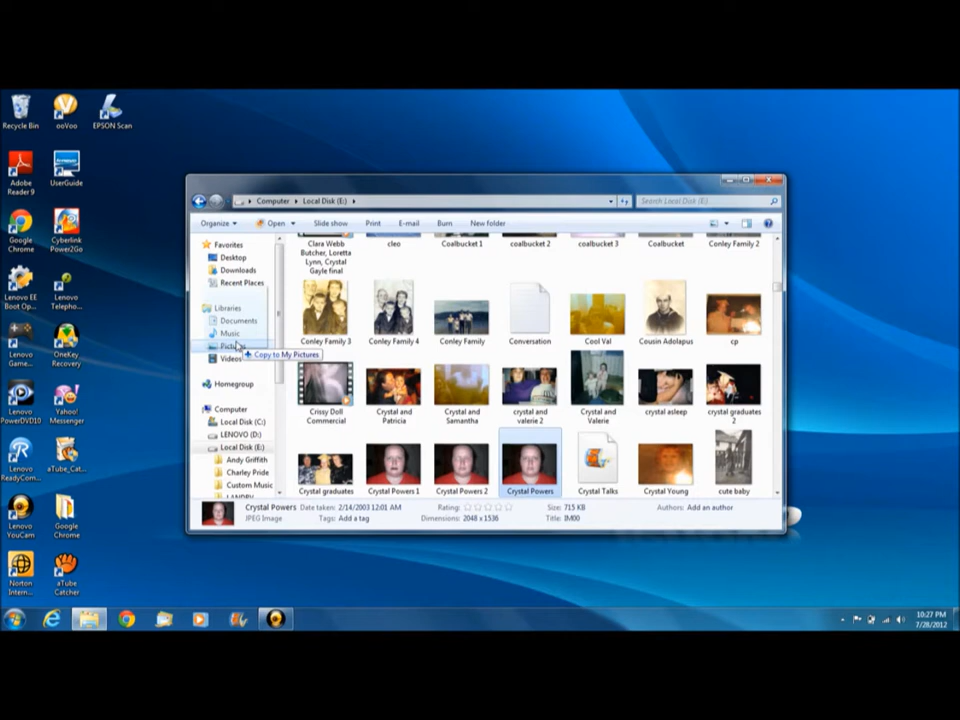 Recycle Bin
ooVoo
EPSON Scan
Adobe
Reader 9
UserGuide
Google
Chrome
Cyberlink
Power2Go
Lenovo EE
Boot Op...
Lenovo
Telepho...
Lenovo
Game...
OneKey
Recovery
Lenovo
PowerDVD10
Yahoo!
Messenger
Lenovo
ReadyCom...
aTube_Cat...
Lenovo
YouCam
Google
Chrome
Norton
Intern...
aTube
Catcher
Computer
Local Disk (E:)
Search Local Disk (E:)
Organize
Open
Slide show
Print
E-mail
Burn
New folder
Favorites
Desktop
Downloads
Recent Places
Libraries
Documents
Music
Pictures
Videos
Copy to My Pictures
Homegroup
Computer
Local Disk (C:)
LENOVO (D:)
Local Disk (E:)
Andy Griffith
Charley Pride
Custom Music
Clara Webb
Butcher, Loretta
Lynn, Crystal
Gayle final
cleo
Coalbucket 1
coalbucket 2
coalbucket 3
Coalbucket
Conley Family 2
Conley Family 3
Conley Family 4
Conley Family
Conversation
Cool Val
Cousin Adolapus
cp
Crissy Doll
Commercial
Crystal and
Patricia
Crystal and
Samantha
crystal and
valerie 2
Crystal and
Valerie
crystal asleep
crystal graduates
2
Crystal graduates
Crystal Powers 1
Crystal Powers 2
Crystal Powers
Crystal Talks
Crystal Young
cute baby
Crystal Powers Date taken: 2/14/2003 12:01 AM Rating: Size: 715 KB Authors: Add an author
JPEG Image Tags: Add a tag Dimensions: 2048 x 1536 Title: IM00
10:27 PM
7/28/2012